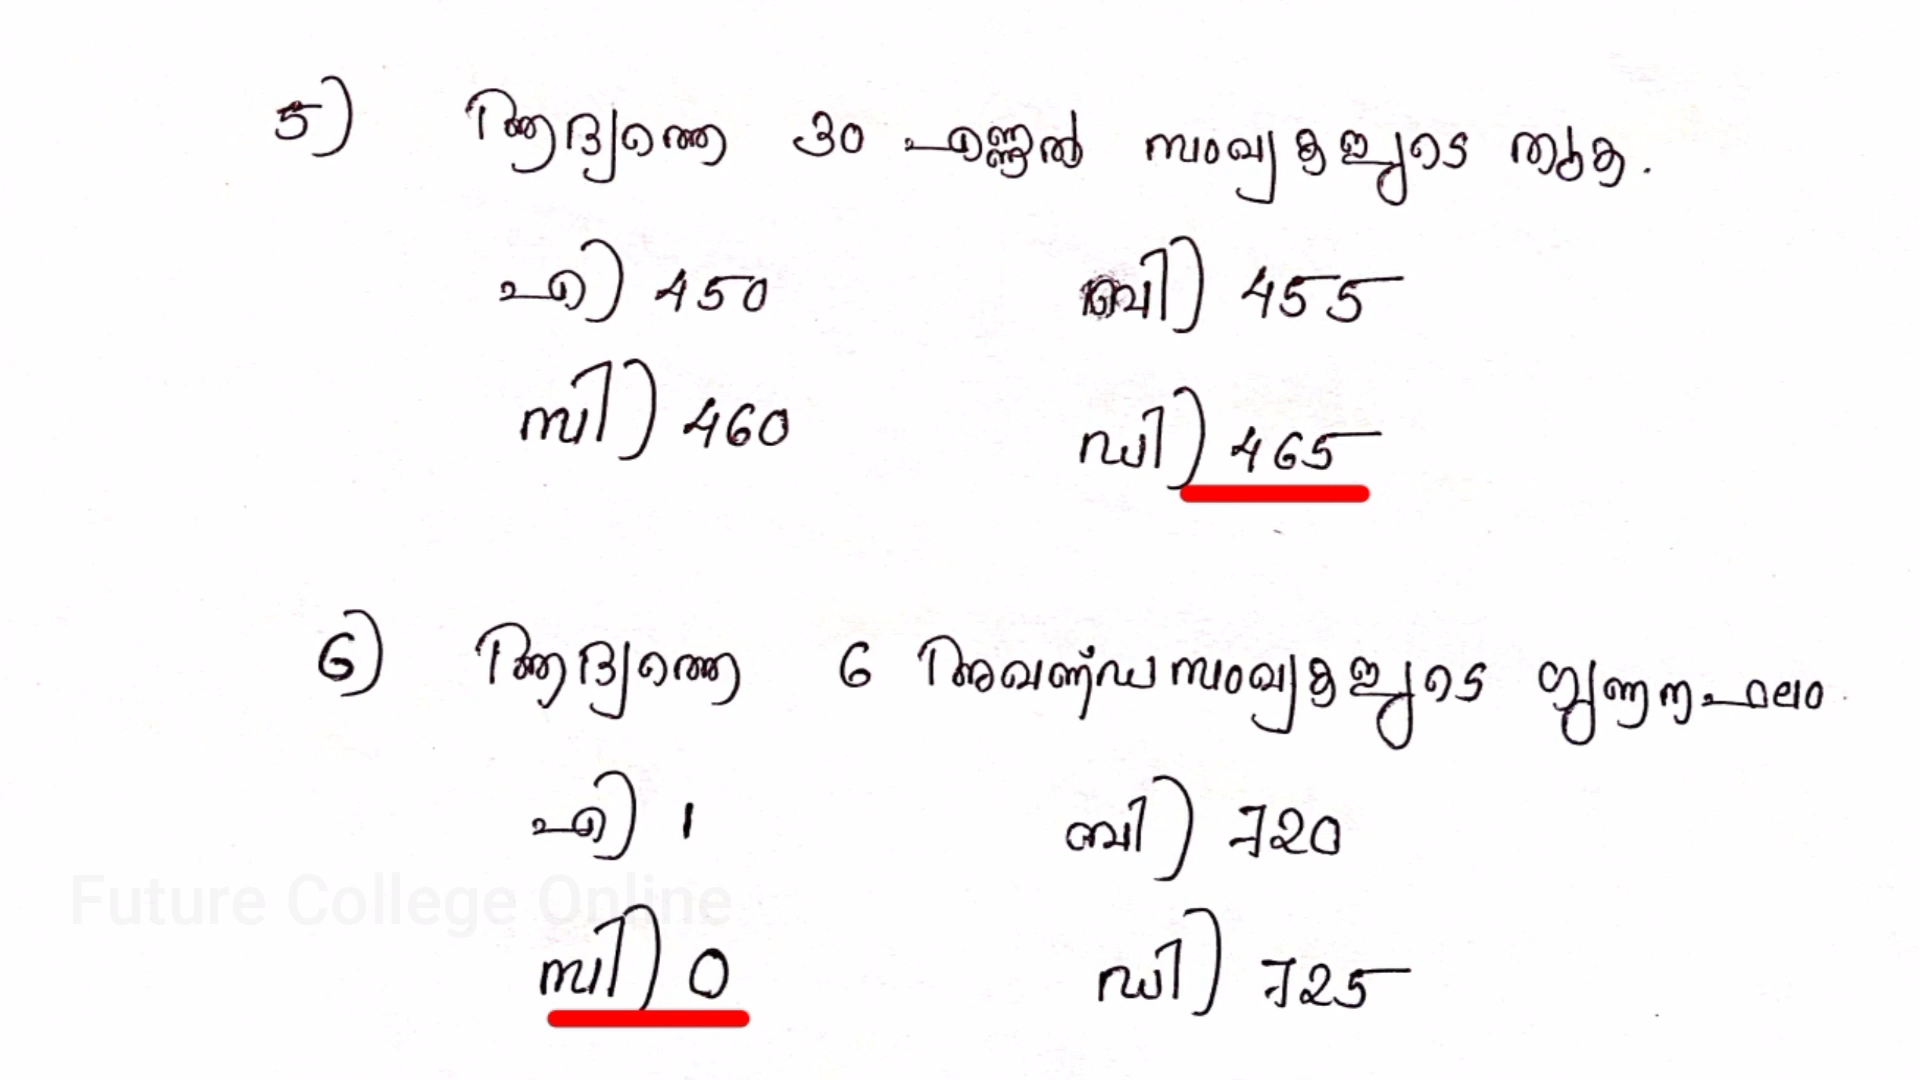 5) ആദ്യത്തെ 30 എണ്ണൽ സംഖ്യകളുടെ തുക.
എ) 450 ബി) 455
സി) 460 ഡി) 465
6) ആദ്യത്തെ 6 അഖണ്ഡസംഖ്യകളുടെ ഗുണനഫലം
എ) 1 ബി) 720
Future College Online
സി) 0 ഡി) 725